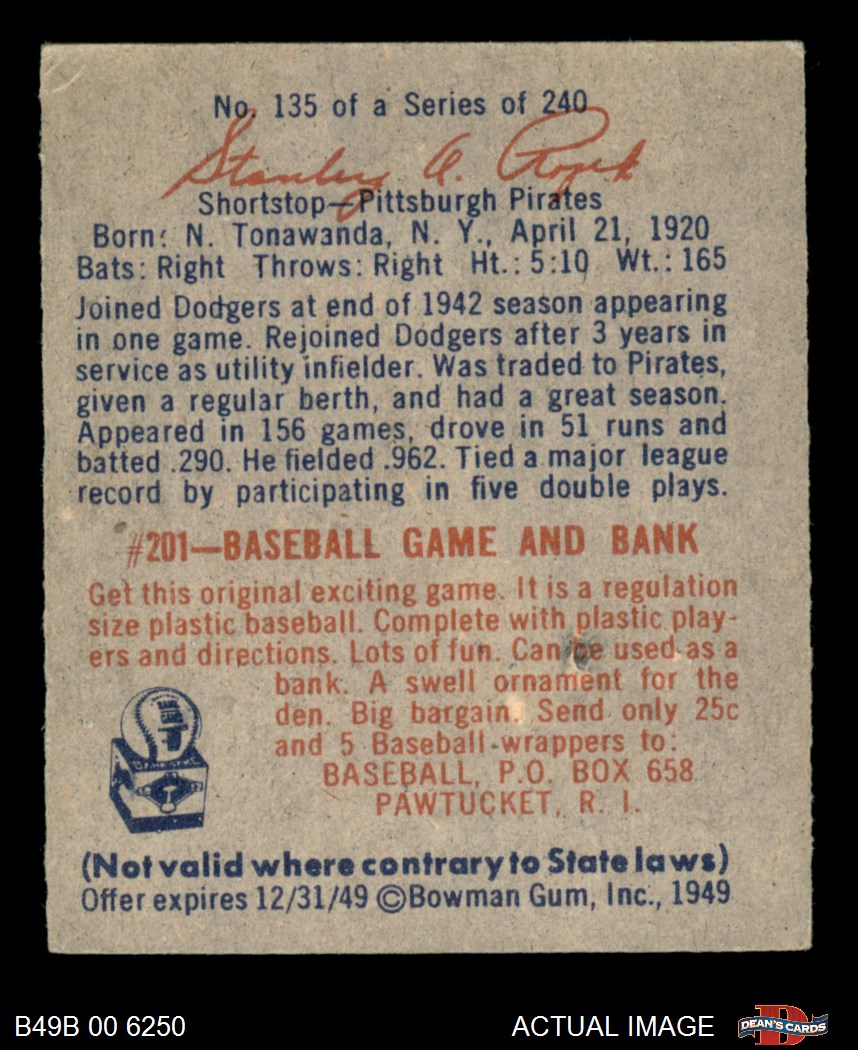 No. 135 of a Series of 240
Stanley A. Rojek
Shortstop—Pittsburgh Pirates
Born: N. Tonawanda, N. Y., April 21, 1920
Bats: Right Throws: Right Ht.: 5:10 Wt.: 165
Joined Dodgers at end of 1942 season appearing
in one game. Rejoined Dodgers after 3 years in
service as utility infielder. Was traded to Pirates,
given a regular berth, and had a great season.
Appeared in 156 games, drove in 51 runs and
batted .290. He fielded .962. Tied a major league
record by participating in five double plays.
#201—BASEBALL GAME AND BANK
Get this original exciting game. It is a regulation
size plastic baseball. Complete with plastic play-
ers and directions. Lots of fun. Can be used as a
bank. A swell ornament for the
den. Big bargain. Send only 25c
and 5 Baseball wrappers to:
BASEBALL, P.O. BOX 658
PAWTUCKET, R. I.
(Not valid where contrary to State laws)
Offer expires 12/31/49 ©Bowman Gum, Inc., 1949
B49B 00 6250
ACTUAL IMAGE
DEAN'S CARDS